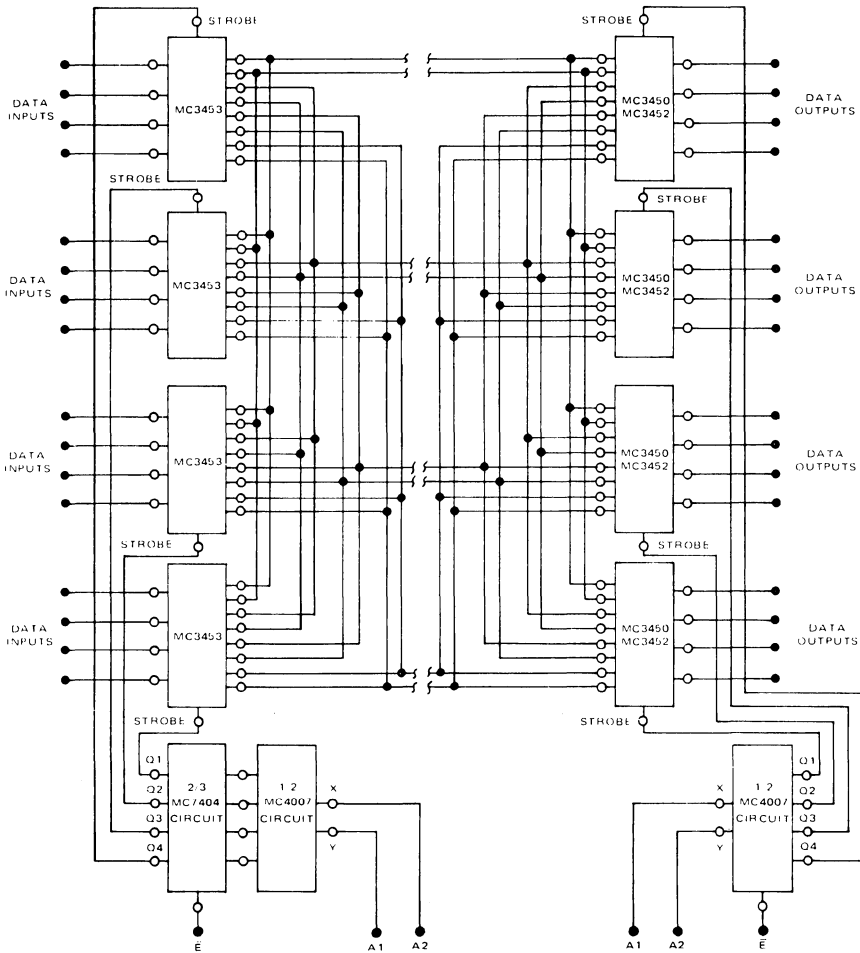 STROBE
MC3453
DATA
INPUTS
STROBE
MC3453
DATA
INPUTS
MC3453
DATA
INPUTS
STROBE
MC3453
DATA
INPUTS
STROBE
Q1
Q2
Q3
Q4
2/3
MC7404
CIRCUIT
1 2
MC4007
CIRCUIT
X
Y
Ē
A1
A2
STROBE
MC3450
MC3452
DATA
OUTPUTS
STROBE
MC3450
MC3452
DATA
OUTPUTS
MC3450
MC3452
DATA
OUTPUTS
STROBE
MC3450
MC3452
DATA
OUTPUTS
STROBE
X
Y
1 2
MC4007
CIRCUIT
Q1
Q2
Q3
Q4
A1
A2
Ē